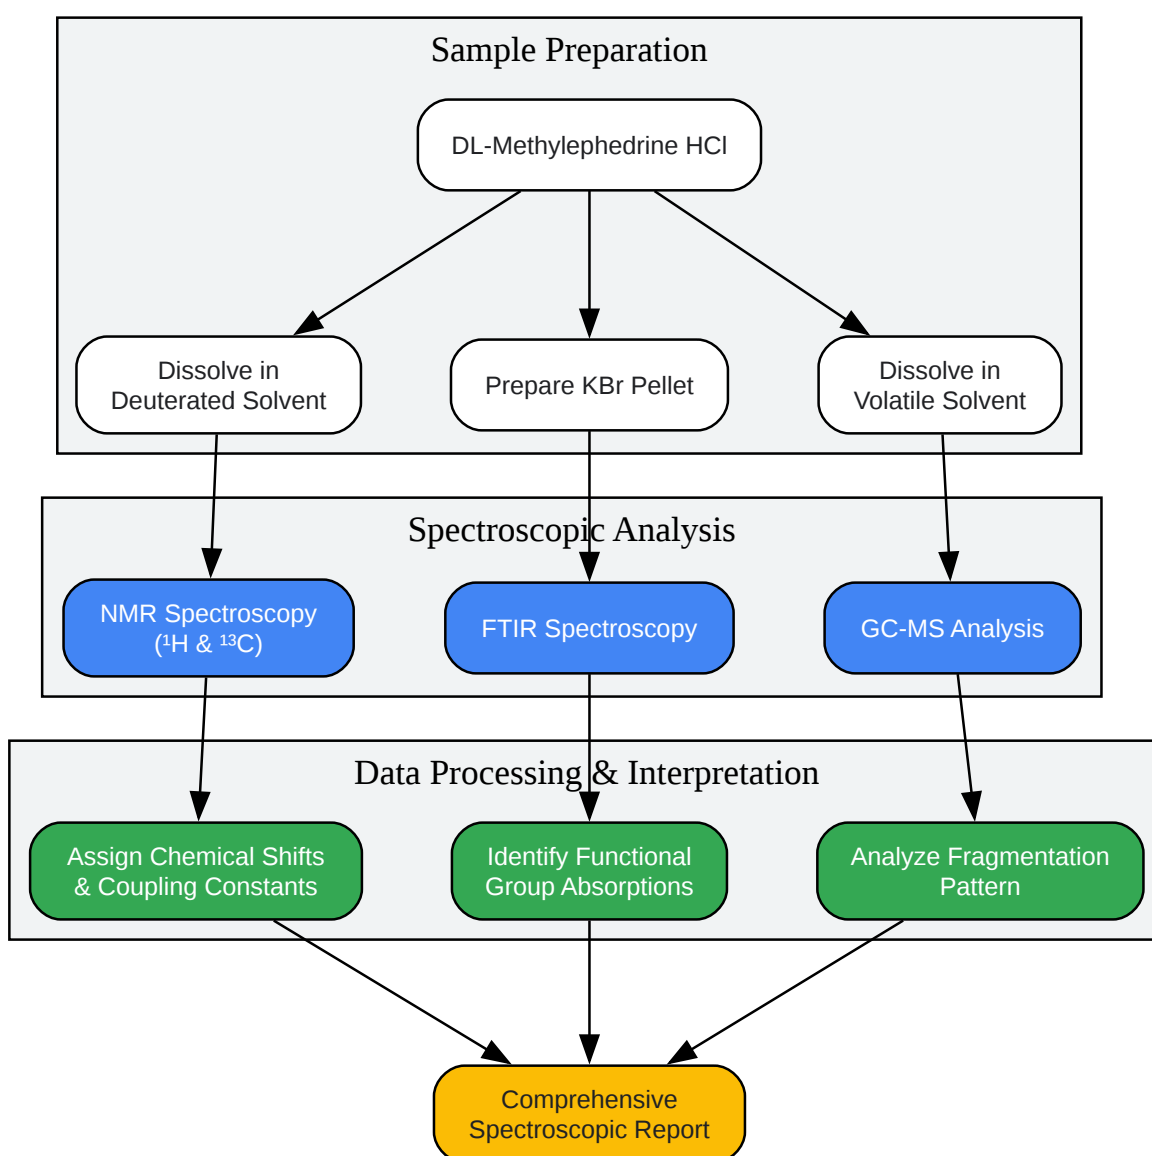 Sample Preparation
DL-Methylephedrine HCl
Dissolve in
Deuterated Solvent
Prepare KBr Pellet
Dissolve in
Volatile Solvent
Spectroscopic Analysis
NMR Spectroscopy
(¹H & ¹³C)
FTIR Spectroscopy
GC-MS Analysis
Data Processing & Interpretation
Assign Chemical Shifts
& Coupling Constants
Identify Functional
Group Absorptions
Analyze Fragmentation
Pattern
Comprehensive
Spectroscopic Report